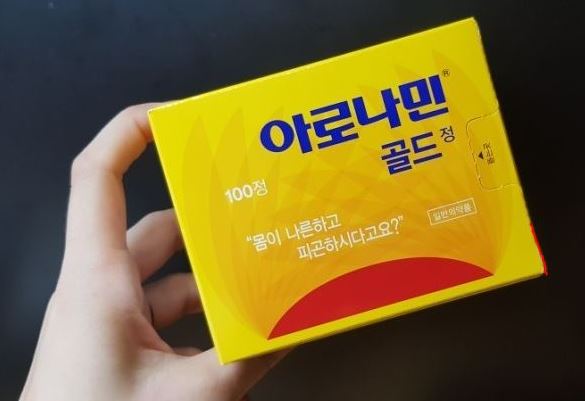 아로나민®
골드정
100정
"몸이 나른하고
피곤하시다고요?"
일반의약품